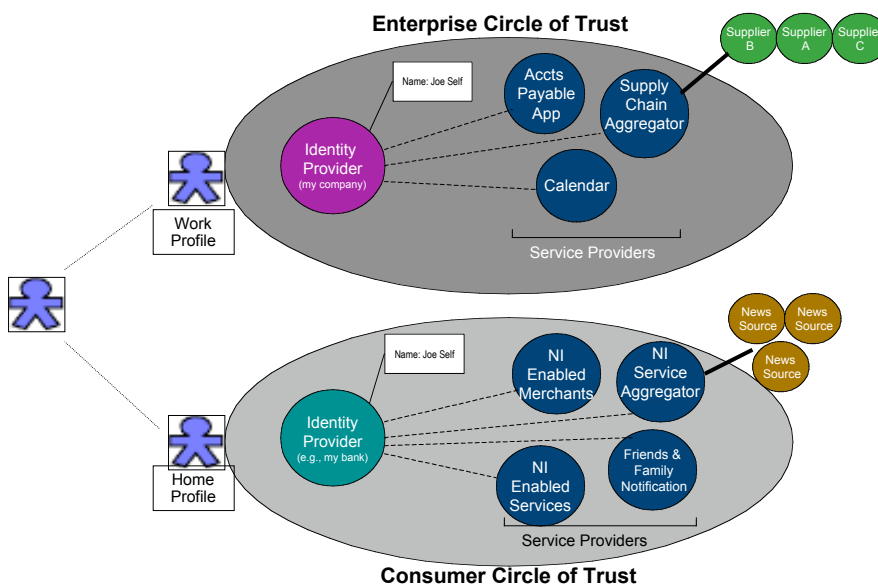 Enterprise Circle of Trust
Supplier
B
Supplier
A
Supplier
C
Name: Joe Self
Accts
Payable
App
Supply
Chain
Aggregator
Identity
Provider
(my company)
Calendar
Work
Profile
Service Providers
News
Source
News
Source
News
Source
Name: Joe Self
NI
Enabled
Merchants
NI
Service
Aggregator
Identity
Provider
(e.g., my bank)
Friends &
Family
Notification
NI
Enabled
Services
Home
Profile
Service Providers
Consumer Circle of Trust